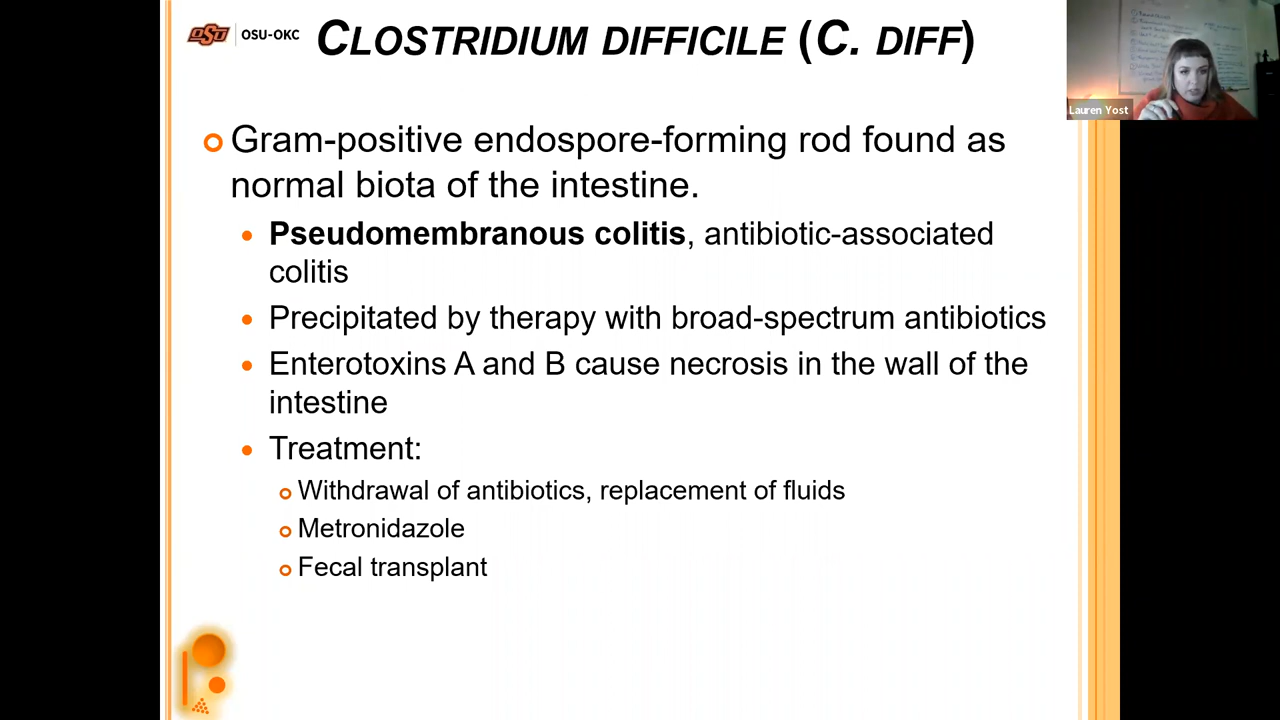 OSU OSU-OKC
CLOSTRIDIUM DIFFICILE (C. DIFF)
Lauren Yost
Gram-positive endospore-forming rod found as
normal biota of the intestine.
Pseudomembranous colitis, antibiotic-associated
colitis
Precipitated by therapy with broad-spectrum antibiotics
Enterotoxins A and B cause necrosis in the wall of the
intestine
Treatment:
Withdrawal of antibiotics, replacement of fluids
Metronidazole
Fecal transplant